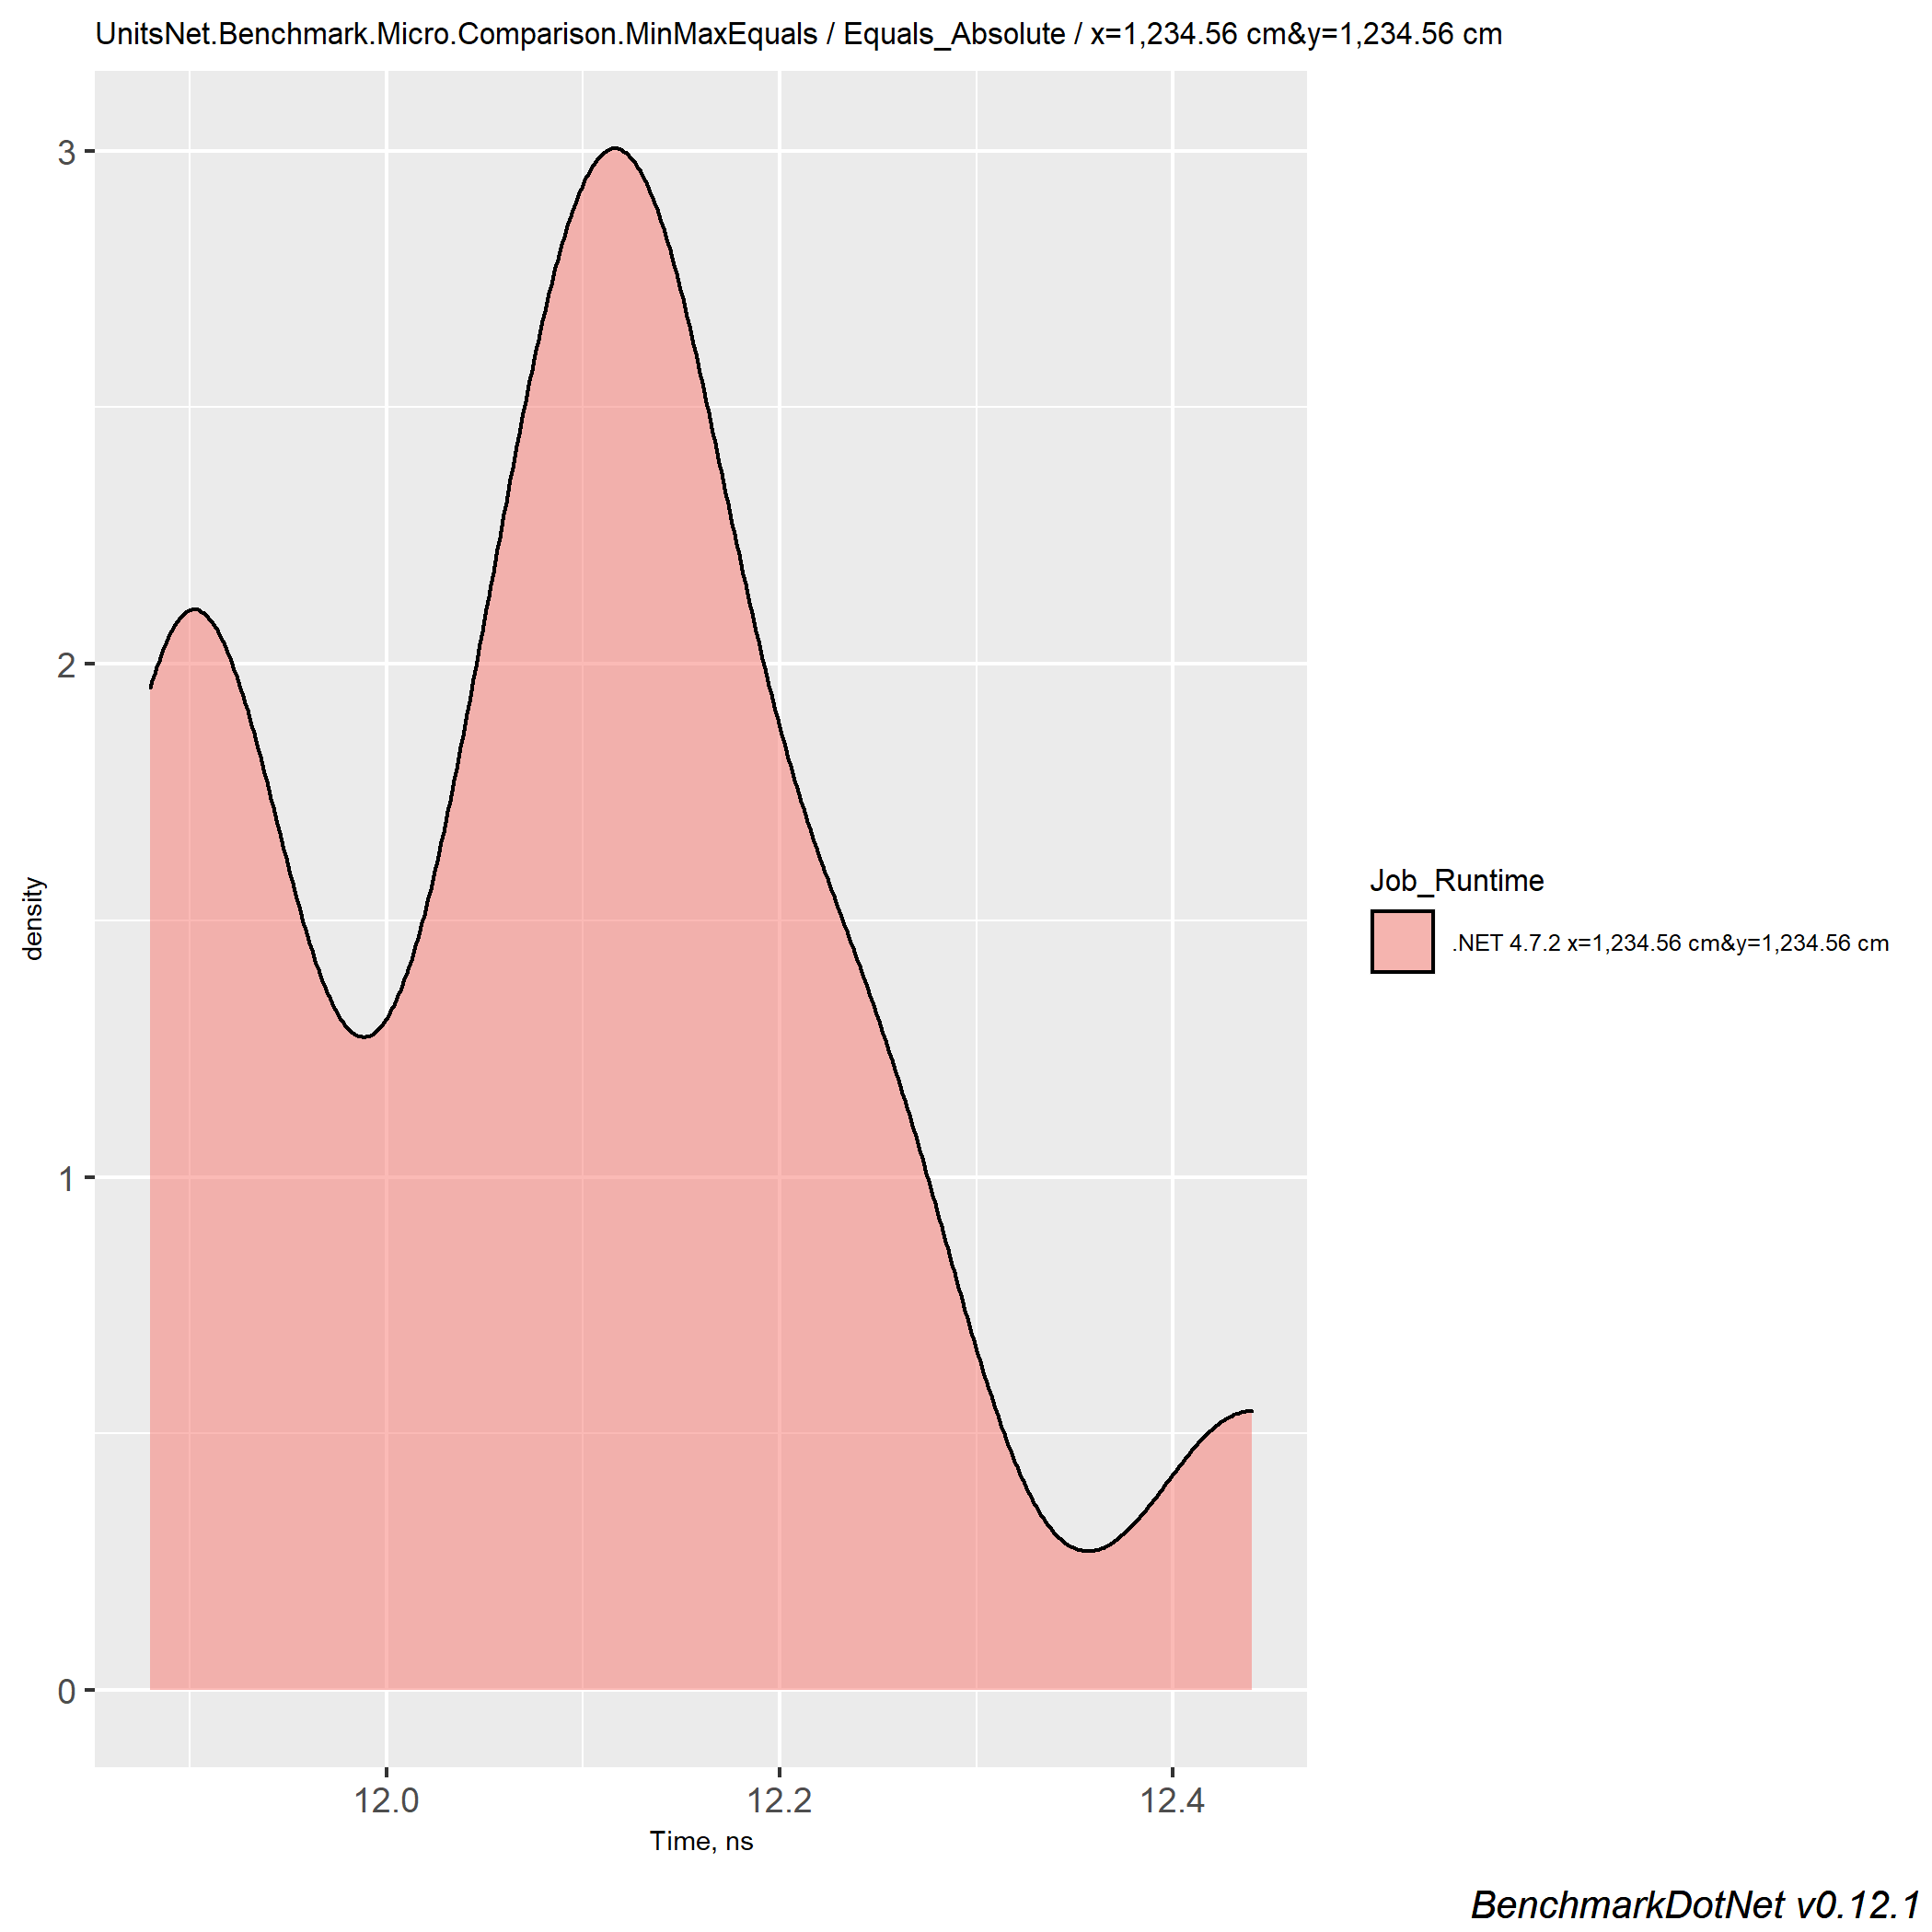 UnitsNet.Benchmark.Micro.Comparison.MinMaxEquals / Equals_Absolute / x=1,234.56 cm&y=1,234.56 cm
3
2
1
0
density
12.0
12.2
12.4
Time, ns
Job_Runtime
.NET 4.7.2 x=1,234.56 cm&y=1,234.56 cm
BenchmarkDotNet v0.12.1